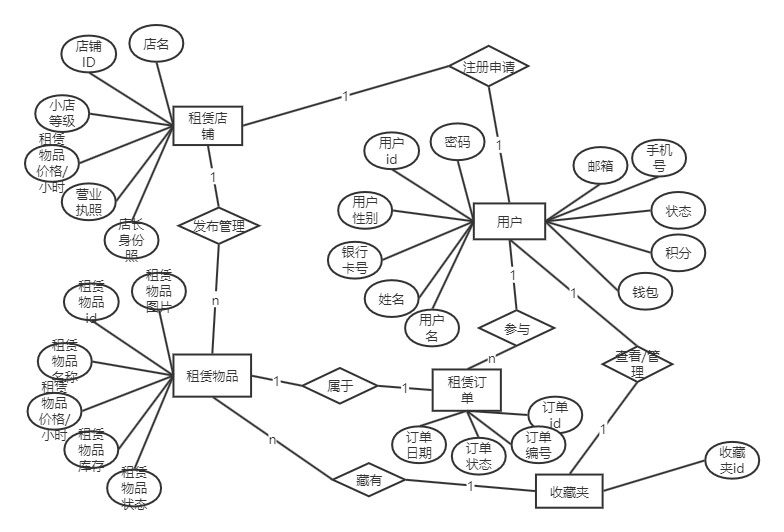 店铺
ID
店名
小店
等级
租赁
物品
价格/
小时
营业
执照
店长
身份
照
租赁店
铺
1
注册申请
1
1
发布管理
n
用户
id
密码
用户
性别
银行
卡号
姓名
用户
名
用户
邮箱
手机
号
状态
积分
钱包
1
1
参与
n
查看/管
理
1
租赁
物品
id
租赁
物品
图片
租赁
物品
名称
租赁
物品
价格/
小时
租赁
物品
库存
租赁
物品
状态
租赁物品
1
属于
1
租赁订
单
订单
日期
订单
状态
订单
编号
订单
id
n
藏有
1
收藏夹
收藏
夹id